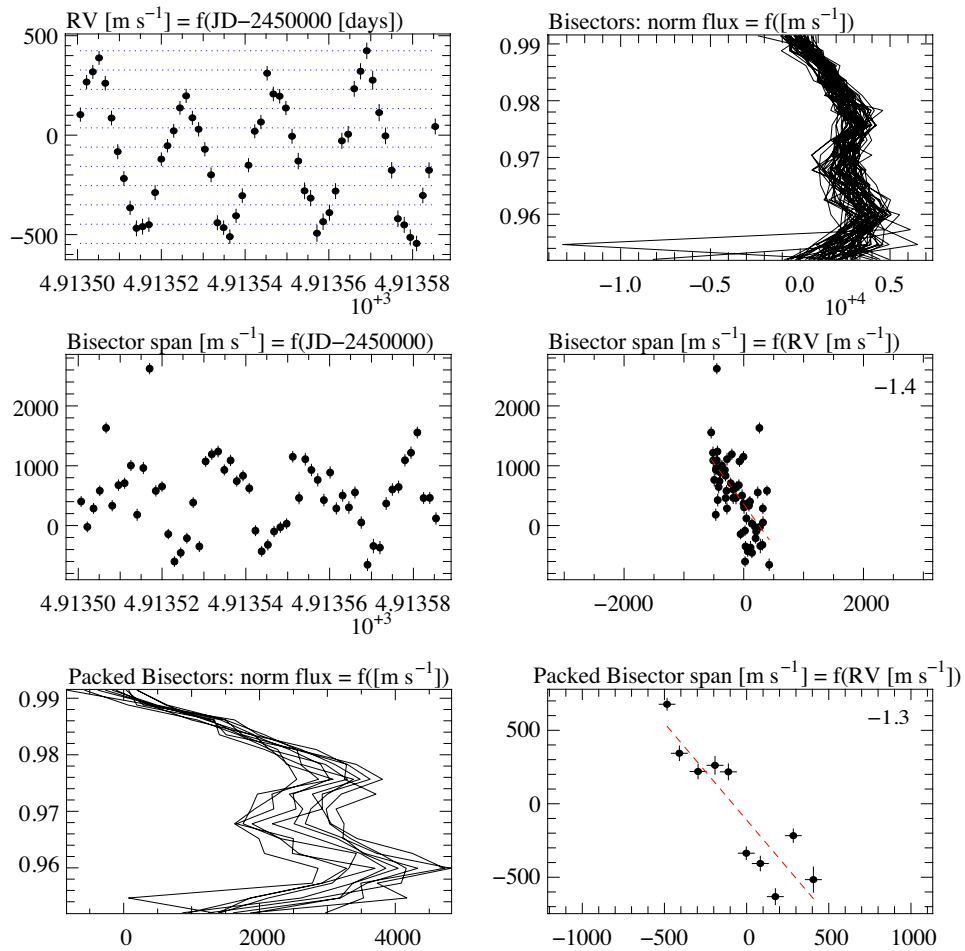 RV [m s⁻¹] = f(JD−2450000 [days])
500
0
−500
4.91350 4.91352 4.91354 4.91356 4.91358
10⁺³
Bisectors: norm flux = f([m s⁻¹])
0.99
0.98
0.97
0.96
−1.0 −0.5 0.0 0.5
10⁺⁴
Bisector span [m s⁻¹] = f(JD−2450000)
2000
1000
0
4.91350 4.91352 4.91354 4.91356 4.91358
10⁺³
Bisector span [m s⁻¹] = f(RV [m s⁻¹])
−1.4
2000
1000
0
−2000 0 2000
Packed Bisectors: norm flux = f([m s⁻¹])
0.99
0.98
0.97
0.96
0 2000 4000
Packed Bisector span [m s⁻¹] = f(RV [m s⁻¹])
−1.3
500
0
−500
−1000 −500 0 500 1000